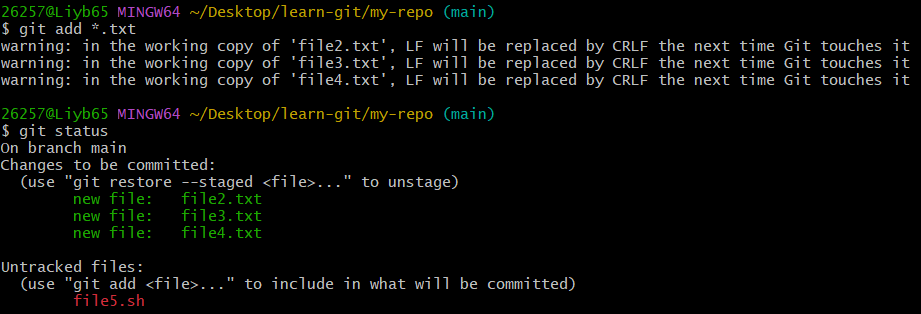 26257@Liyb65 MINGW64 ~/Desktop/learn-git/my-repo (main)
$ git add *.txt
warning: in the working copy of 'file2.txt', LF will be replaced by CRLF the next time Git touches it
warning: in the working copy of 'file3.txt', LF will be replaced by CRLF the next time Git touches it
warning: in the working copy of 'file4.txt', LF will be replaced by CRLF the next time Git touches it
26257@Liyb65 MINGW64 ~/Desktop/learn-git/my-repo (main)
$ git status
On branch main
Changes to be committed:
  (use "git restore --staged <file>..." to unstage)
        new file:   file2.txt
        new file:   file3.txt
        new file:   file4.txt
Untracked files:
  (use "git add <file>..." to include in what will be committed)
        file5.sh